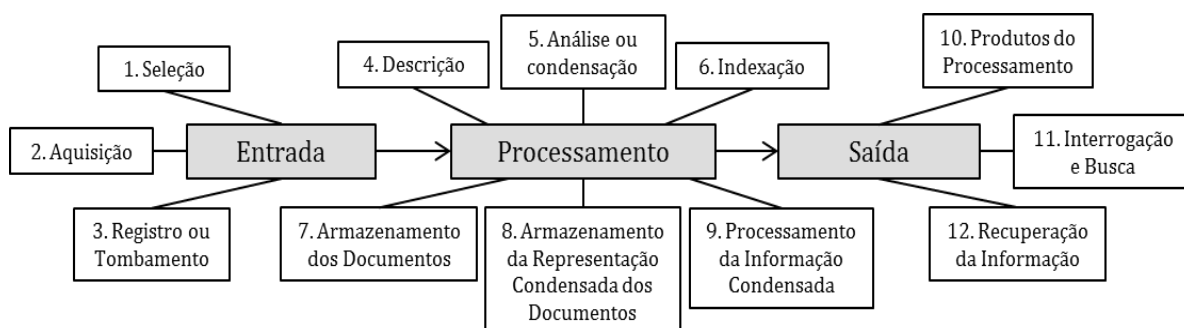 1. Seleção
2. Aquisição
3. Registro ou
Tombamento
Entrada
4. Descrição
5. Análise ou
condensação
6. Indexação
Processamento
7. Armazenamento
dos Documentos
8. Armazenamento
da Representação
Condensada dos
Documentos
9. Processamento
da Informação
Condensada
10. Produtos do
Processamento
Saída
11. Interrogação
e Busca
12. Recuperação
da Informação